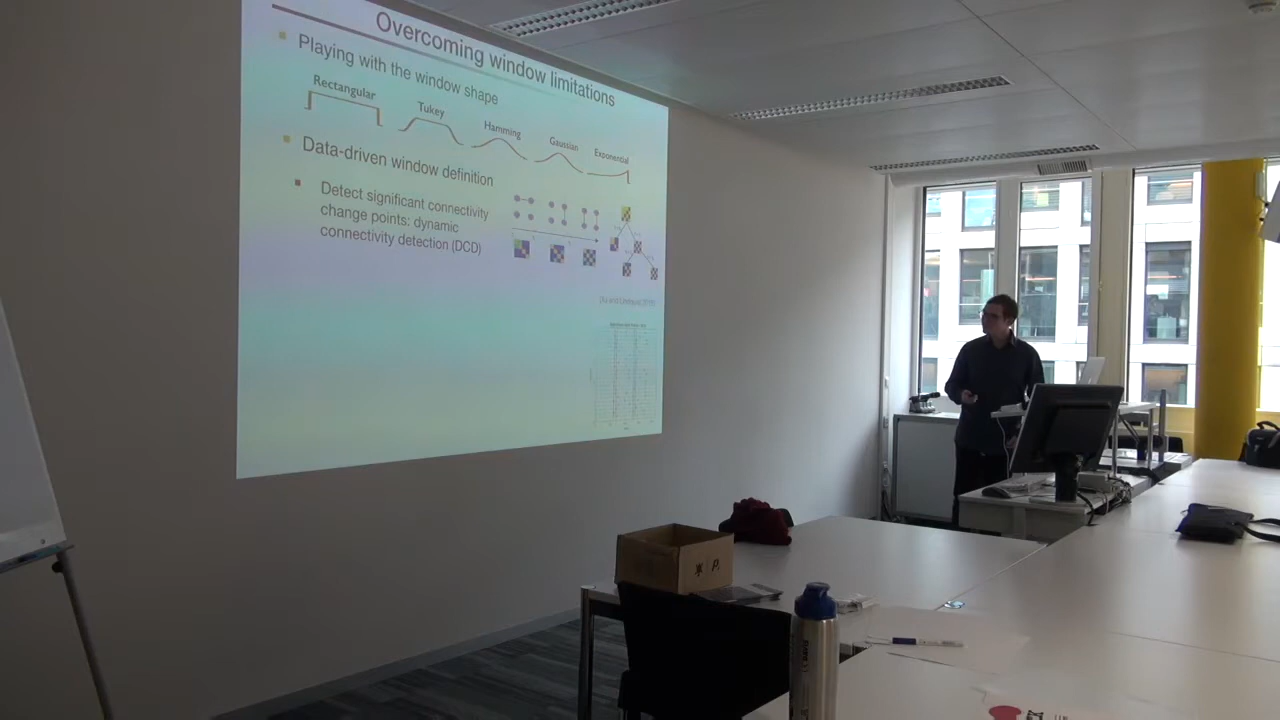 Overcoming window limitations
Playing with the window shape
Rectangular
Tukey
Hamming
Gaussian
Exponential
Data-driven window definition
Detect significant connectivity
change points: dynamic
connectivity detection (DCD)
P.